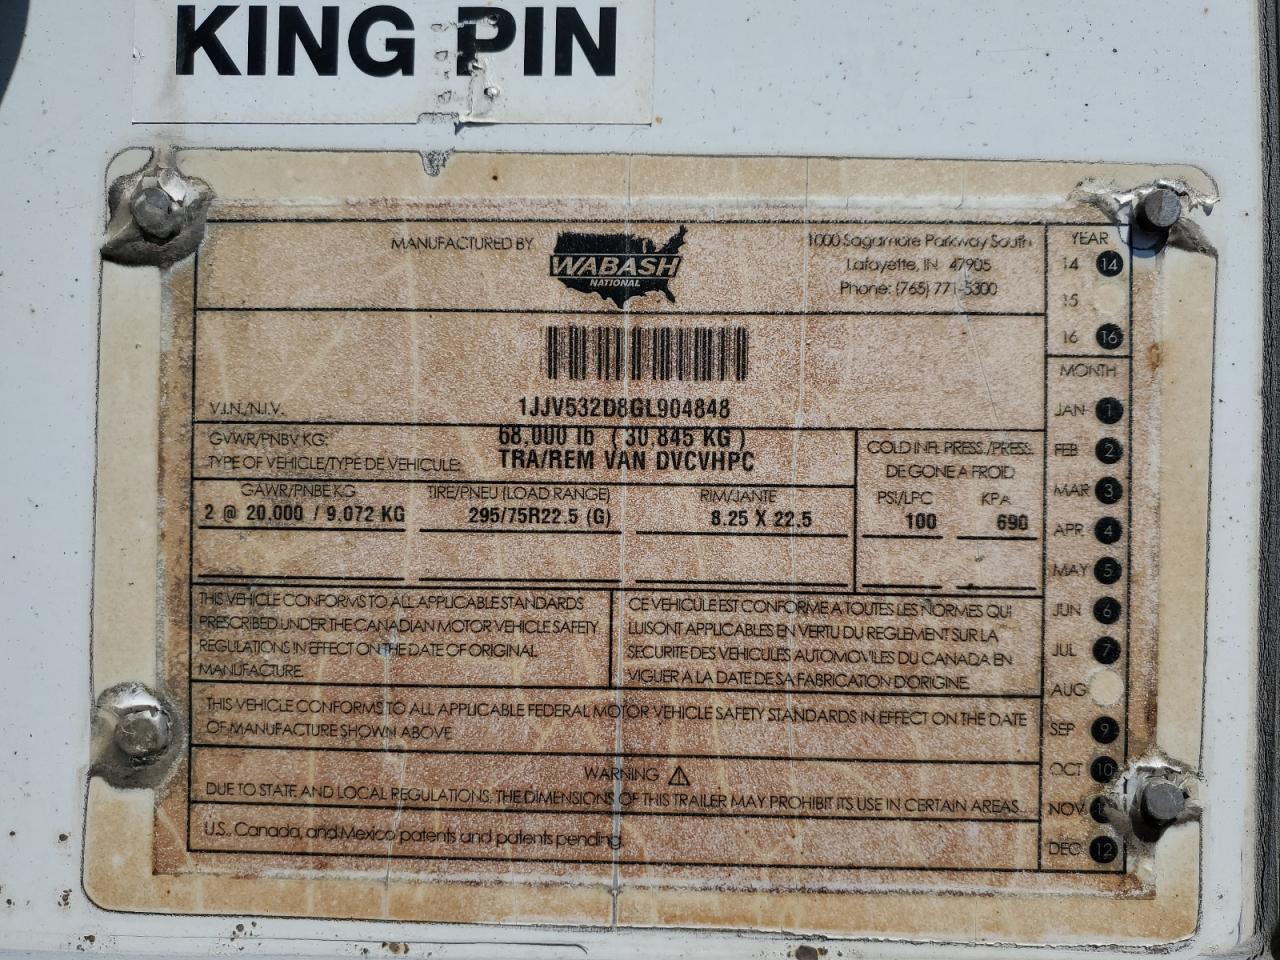 KING PIN
MANUFACTURED BY
WABASH
NATIONAL
1000 Sagamore Parkway South
Lafayette, IN 47905
Phone: (765) 771-5300
V.I.N./N.I.V.
1JJV532D8GL904848
GVWR/PNBV KG: 68,000 lb (30,845 KG)
TYPE OF VEHICLE/TYPE DE VEHICULE: TRA/REM VAN DVCVHPC
COLD INFL. PRESS./PRESS.
DE GONE A FROID
GAWR/PNBE KG TIRE/PNEU (LOAD RANGE) RIM/JANTE PSI/LPC KPA
2 @ 20,000 / 9,072 KG 295/75R22.5 (G) 8.25 X 22.5 100 690
THIS VEHICLE CONFORMS TO ALL APPLICABLE STANDARDS
PRESCRIBED UNDER THE CANADIAN MOTOR VEHICLE SAFETY
REGULATIONS IN EFFECT ON THE DATE OF ORIGINAL
MANUFACTURE.
CE VEHICULE EST CONFORME A TOUTES LES NORMES QUI
LUI SONT APPLICABLES EN VERTU DU REGLEMENT SUR LA
SECURITE DES VEHICULES AUTOMOVILES DU CANADA EN
VIGUER A LA DATE DE SA FABRICATION D'ORIGINE.
THIS VEHICLE CONFORMS TO ALL APPLICABLE FEDERAL MOTOR VEHICLE SAFETY STANDARDS IN EFFECT ON THE DATE
OF MANUFACTURE SHOWN ABOVE
WARNING
DUE TO STATE AND LOCAL REGULATIONS, THE DIMENSIONS OF THIS TRAILER MAY PROHIBIT ITS USE IN CERTAIN AREAS.
U.S., Canada, and Mexico patents and patents pending.
YEAR
14 14
15
16 16
MONTH
JAN 1
FEB 2
MAR 3
APR 4
MAY 5
JUN 6
JUL 7
AUG
SEP 9
OCT 10
NOV
DEC 12